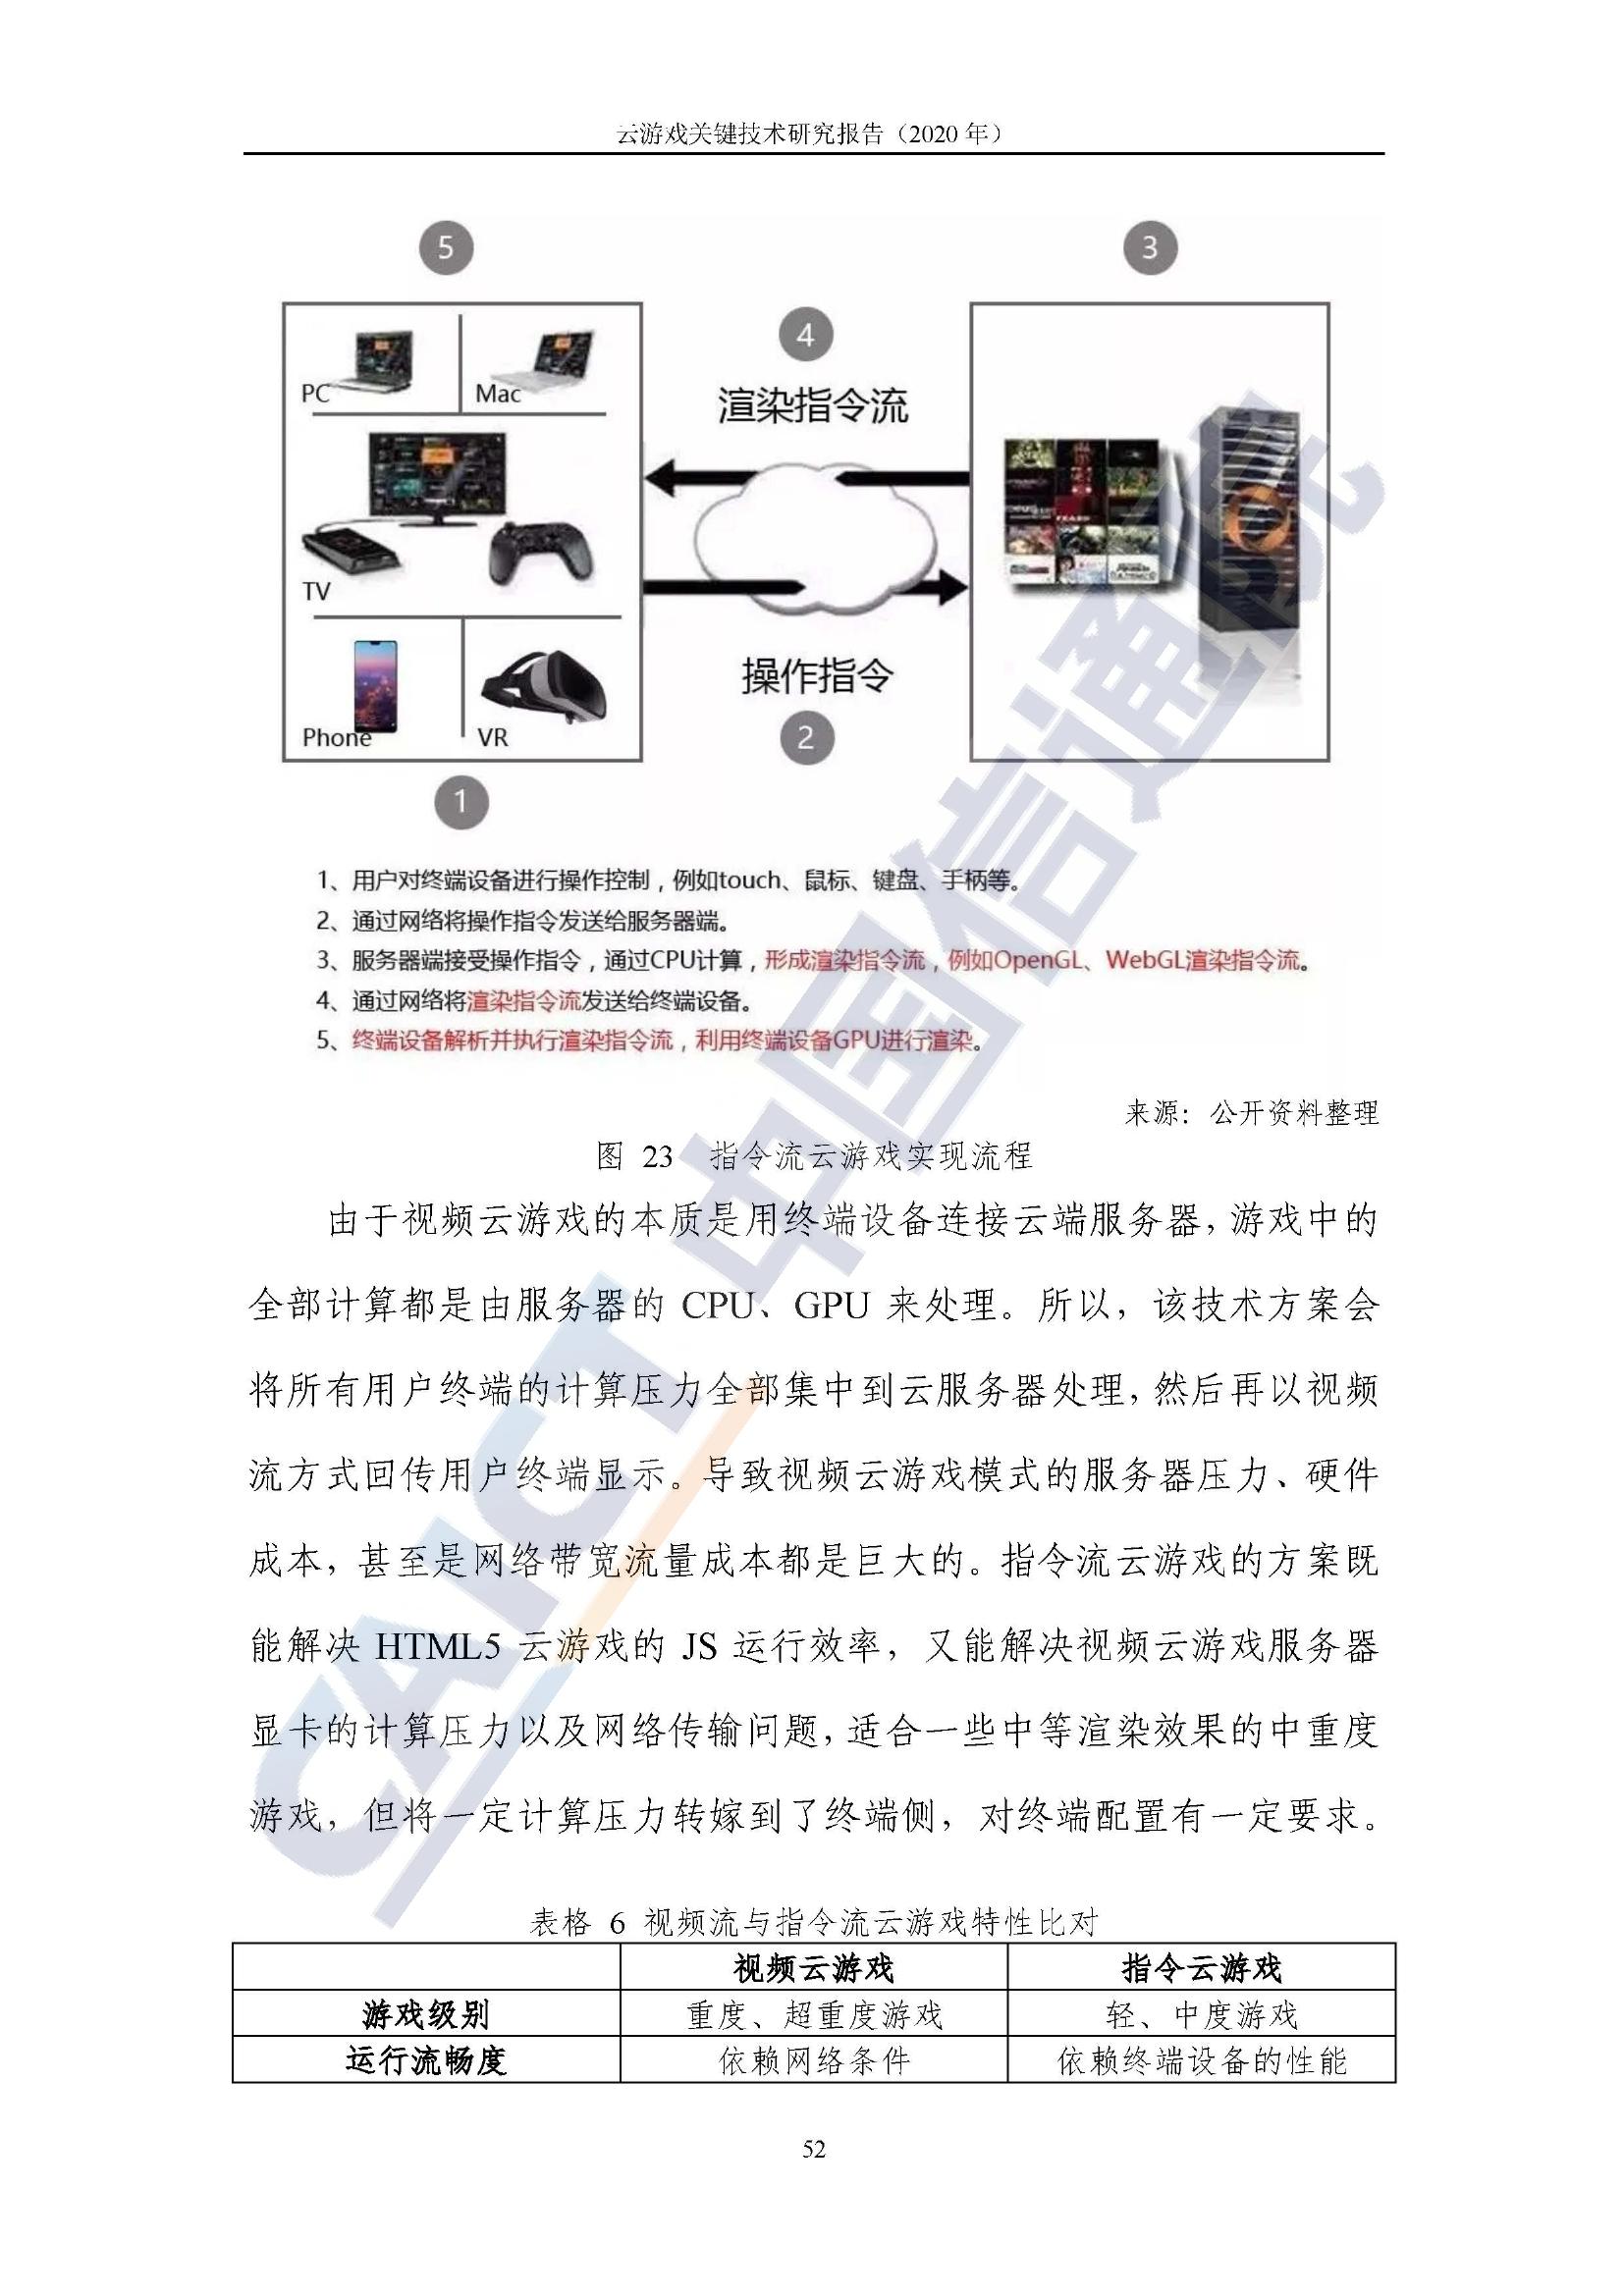 云游戏关键技术研究报告（2020 年）
5
3
4
PC
Mac
渲染指令流
TV
操作指令
Phone
VR
2
1
1、用户对终端设备进行操作控制，例如touch、鼠标、键盘、手柄等。
2、通过网络将操作指令发送给服务器端。
3、服务器端接受操作指令，通过CPU计算，形成渲染指令流，例如OpenGL、WebGL渲染指令流。
4、通过网络将渲染指令流发送给终端设备。
5、终端设备解析并执行渲染指令流，利用终端设备GPU进行渲染。
来源：公开资料整理
图 23 指令流云游戏实现流程
由于视频云游戏的本质是用终端设备连接云端服务器，游戏中的
全部计算都是由服务器的 CPU、GPU 来处理。所以，该技术方案会
将所有用户终端的计算压力全部集中到云服务器处理，然后再以视频
流方式回传用户终端显示。导致视频云游戏模式的服务器压力、硬件
成本，甚至是网络带宽流量成本都是巨大的。指令流云游戏的方案既
能解决 HTML5 云游戏的 JS 运行效率，又能解决视频云游戏服务器
显卡的计算压力以及网络传输问题，适合一些中等渲染效果的中重度
游戏，但将一定计算压力转嫁到了终端侧，对终端配置有一定要求。
表格 6 视频流与指令流云游戏特性比对
视频云游戏 指令云游戏
游戏级别 重度、超重度游戏 轻、中度游戏
运行流畅度 依赖网络条件 依赖终端设备的性能
52
CAICT 中国信通院